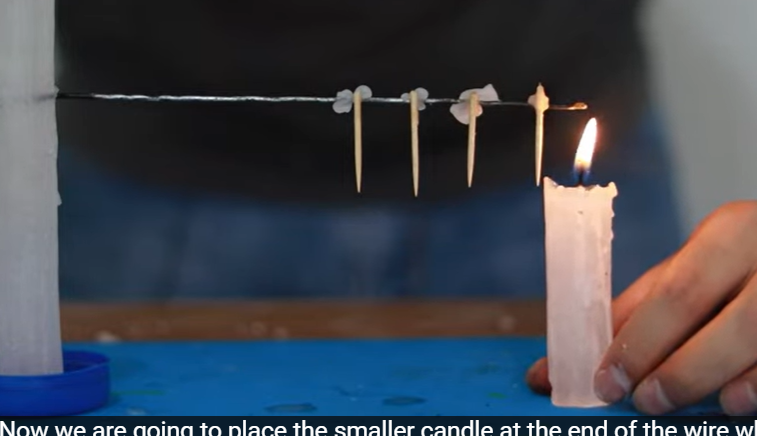 Now we are going to place the smaller candle at the end of the wire